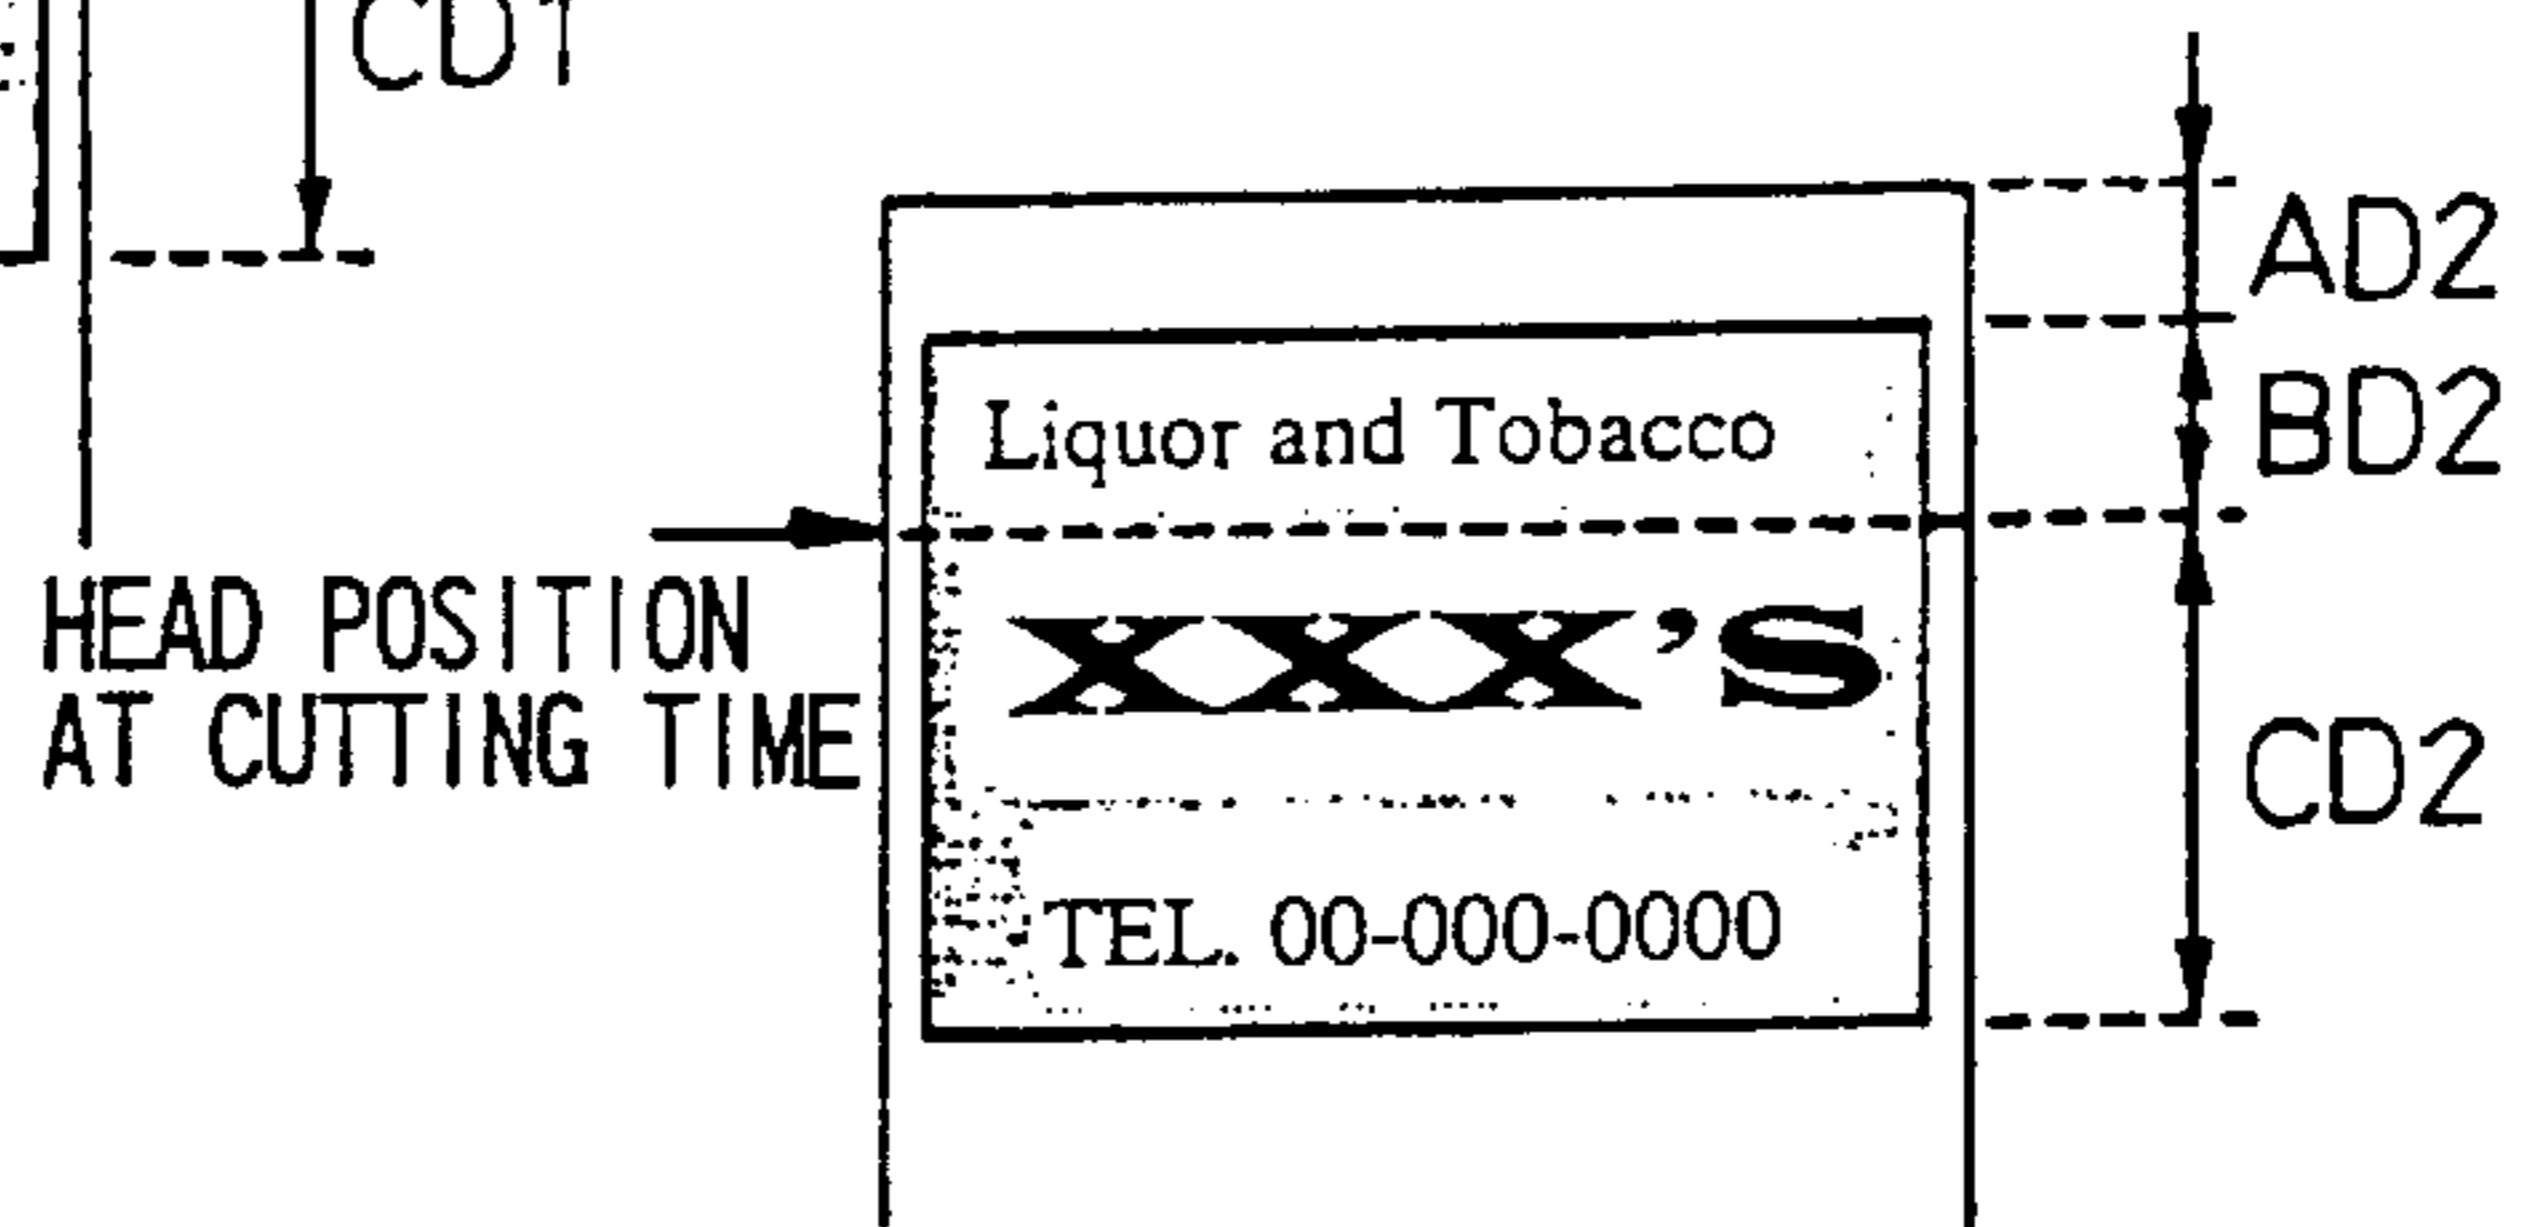 CD1
AD2
Liquor and Tobacco
BD2
HEAD POSITION
AT CUTTING TIME
XXX'S
CD2
TEL. 00-000-0000